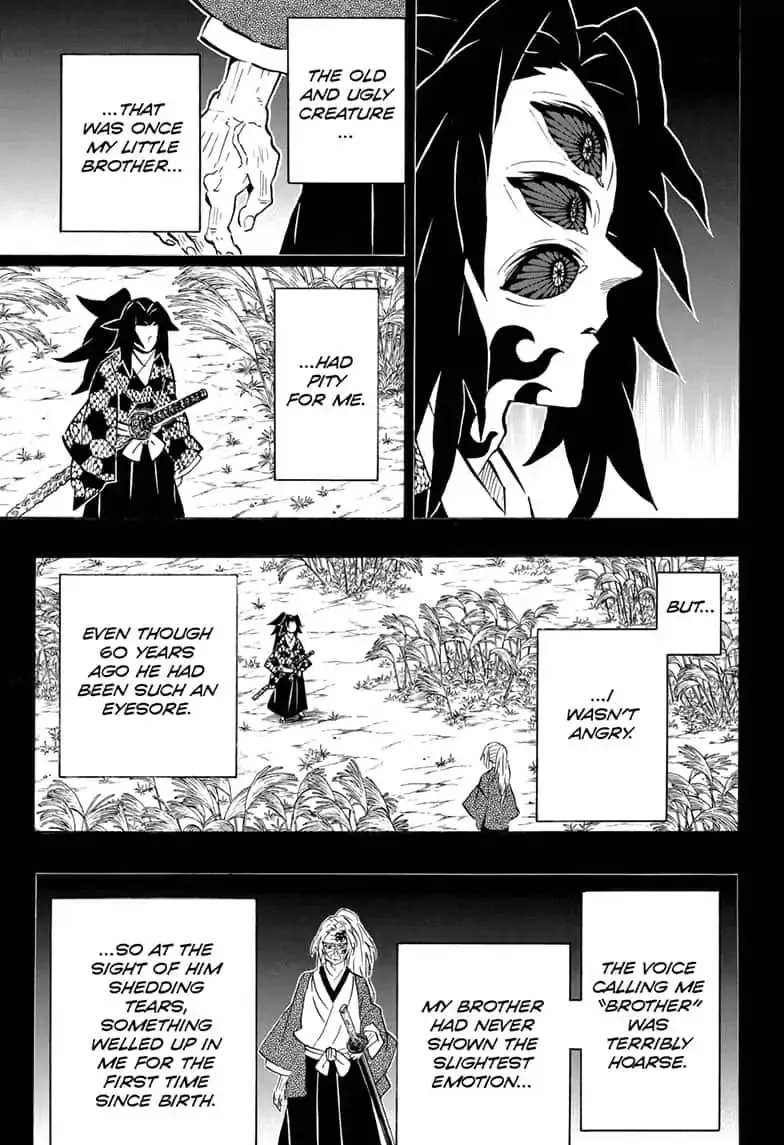 THE OLD
AND UGLY
CREATURE
...
...THAT
WAS ONCE
MY LITTLE
BROTHER...
...HAD
PITY
FOR ME.
BUT...
...I
WASN'T
ANGRY.
EVEN THOUGH
60 YEARS
AGO HE HAD
BEEN SUCH AN
EYESORE.
THE VOICE
CALLING ME
"BROTHER"
WAS
TERRIBLY
HOARSE.
MY BROTHER
HAD NEVER
SHOWN THE
SLIGHTEST
EMOTION...
...SO AT THE
SIGHT OF HIM
SHEDDING
TEARS,
SOMETHING
WELLED UP IN
ME FOR THE
FIRST TIME
SINCE BIRTH.